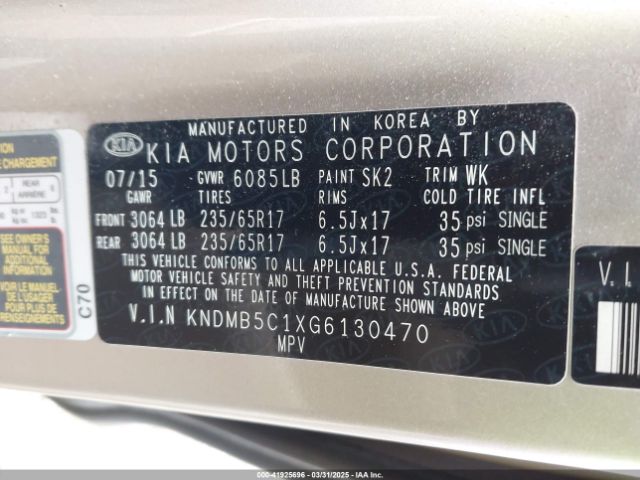 MANUFACTURED IN KOREA BY
KIA KIA MOTORS CORPORATION
07/15 GVWR 6085LB PAINT SK2 TRIM WK
GAWR TIRES RIMS COLD TIRE INFL
FRONT 3064 LB 235/65R17 6.5Jx17 35 psi SINGLE
REAR 3064 LB 235/65R17 6.5Jx17 35 psi SINGLE
THIS VEHICLE CONFORMS TO ALL APPLICABLE U.S.A. FEDERAL
MOTOR VEHICLE SAFETY AND THEFT PREVENTION STANDARDS
IN EFFECT ON THE DATE OF MANUFACTURE SHOWN ABOVE
V.I.N KNDMB5C1XG6130470
MPV
CHARGEMENT
REAR
ARRIÈRE
SEE OWNER'S
MANUAL FOR
ADDITIONAL
INFORMATION
VOIR LE MANUEL
DE L'USAGER
POUR PLUS DE
C70
V.I
000-41925696 - 03/31/2025 - IAA Inc.